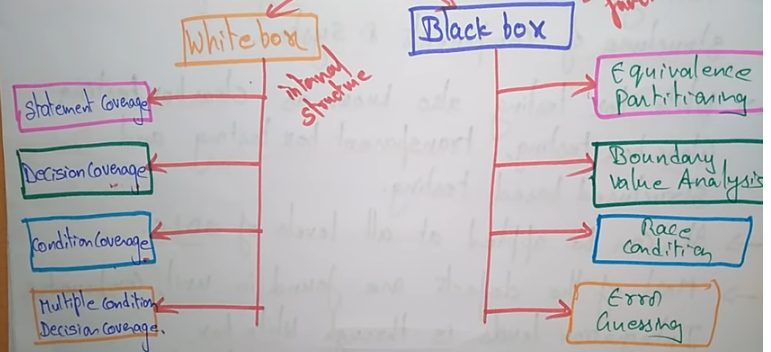 White box
Black box
internal
structure
Statement Coverage
Decision Coverage
Condition Coverage
Multiple Condition
Decision Coverage.
Equivalence
Partitioning
Boundary
Value Analysis
Race
Condition
Error
Guessing